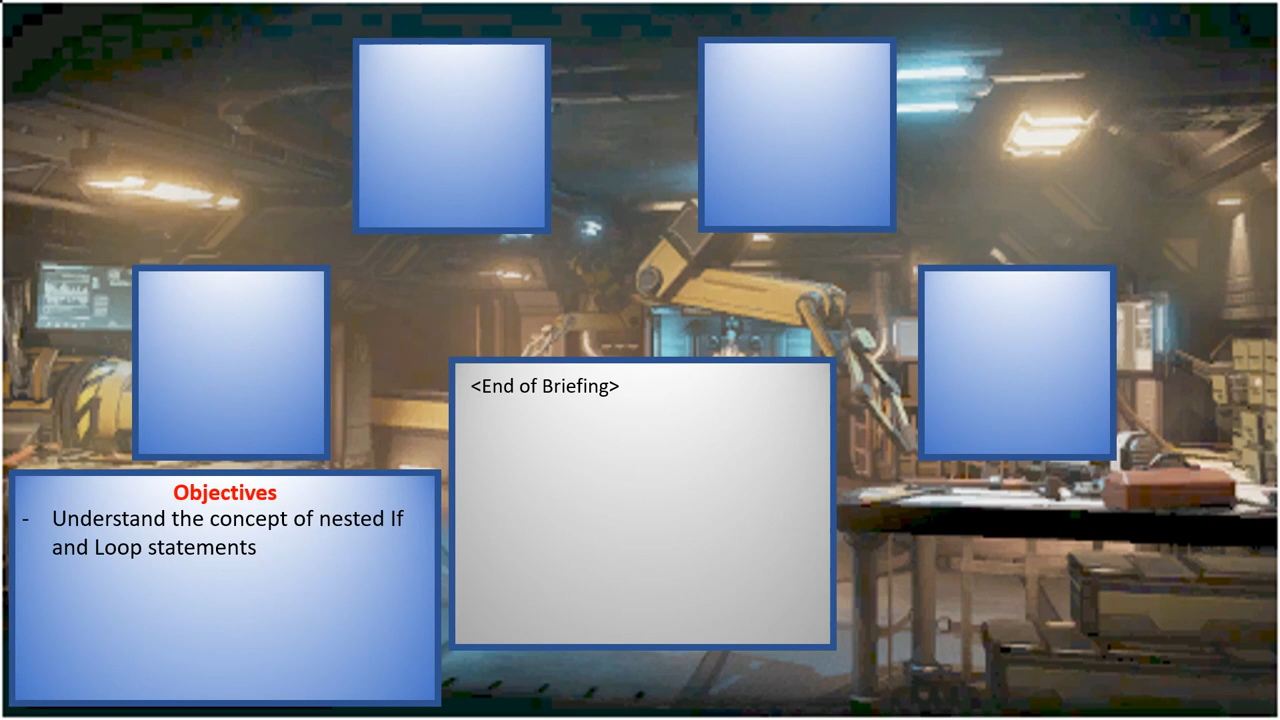 <End of Briefing>
Objectives
- Understand the concept of nested If
and Loop statements